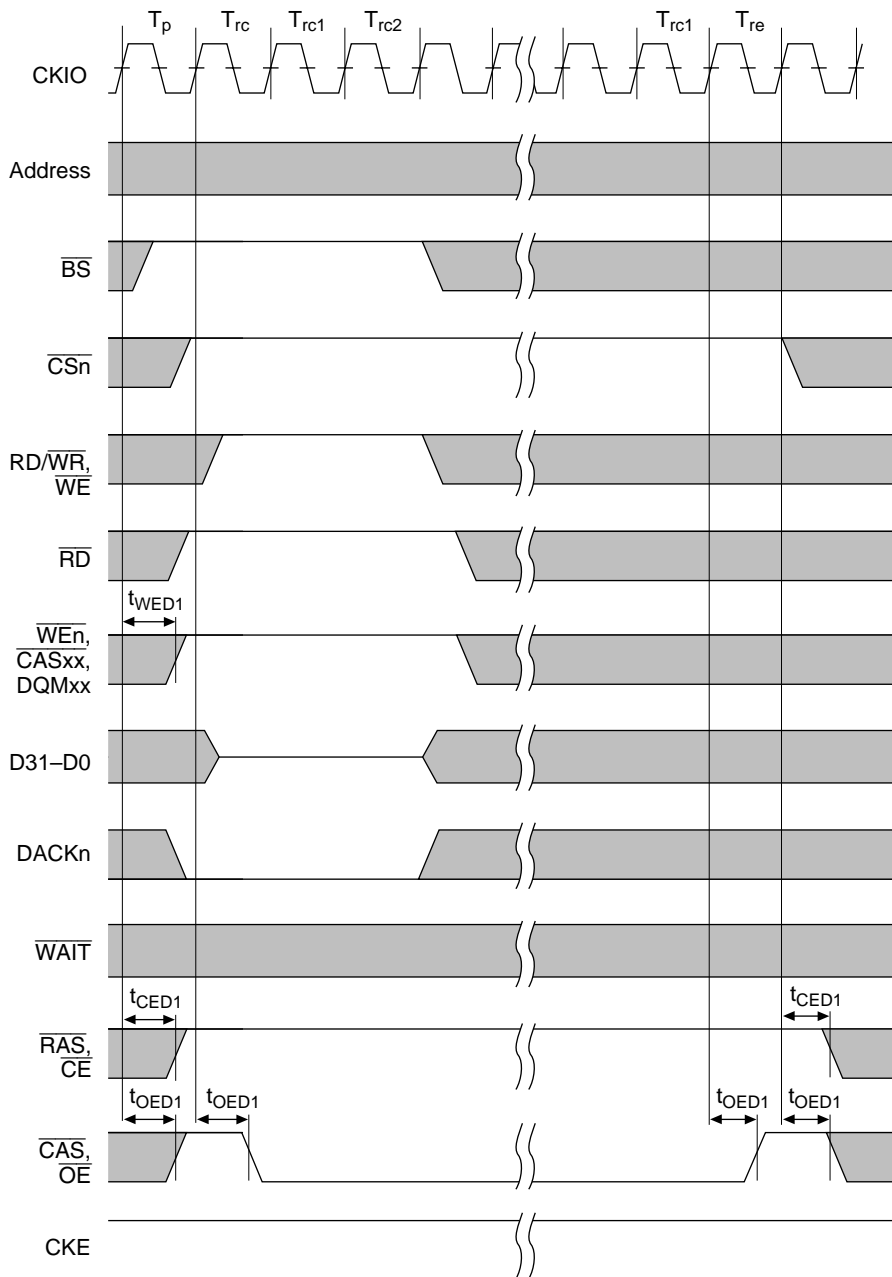 Tp Trc Trc1 Trc2 Trc1 Tre
CKIO
Address
BS
CSn
RD/WR,
WE
RD
tWED1
WEn,
CASxx,
DQMxx
D31–D0
DACKn
WAIT
tCED1 tCED1
RAS,
CE
tOED1 tOED1 tOED1 tOED1
CAS,
OE
CKE